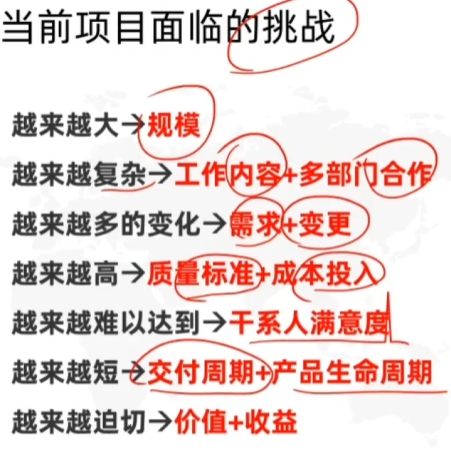 当前项目面临的挑战
越来越大→规模
越来越复杂→工作内容+多部门合作
越来越多的变化→需求+变更
越来越高→质量标准+成本投入
越来越难以达到→干系人满意度
越来越短→交付周期+产品生命周期
越来越迫切→价值+收益